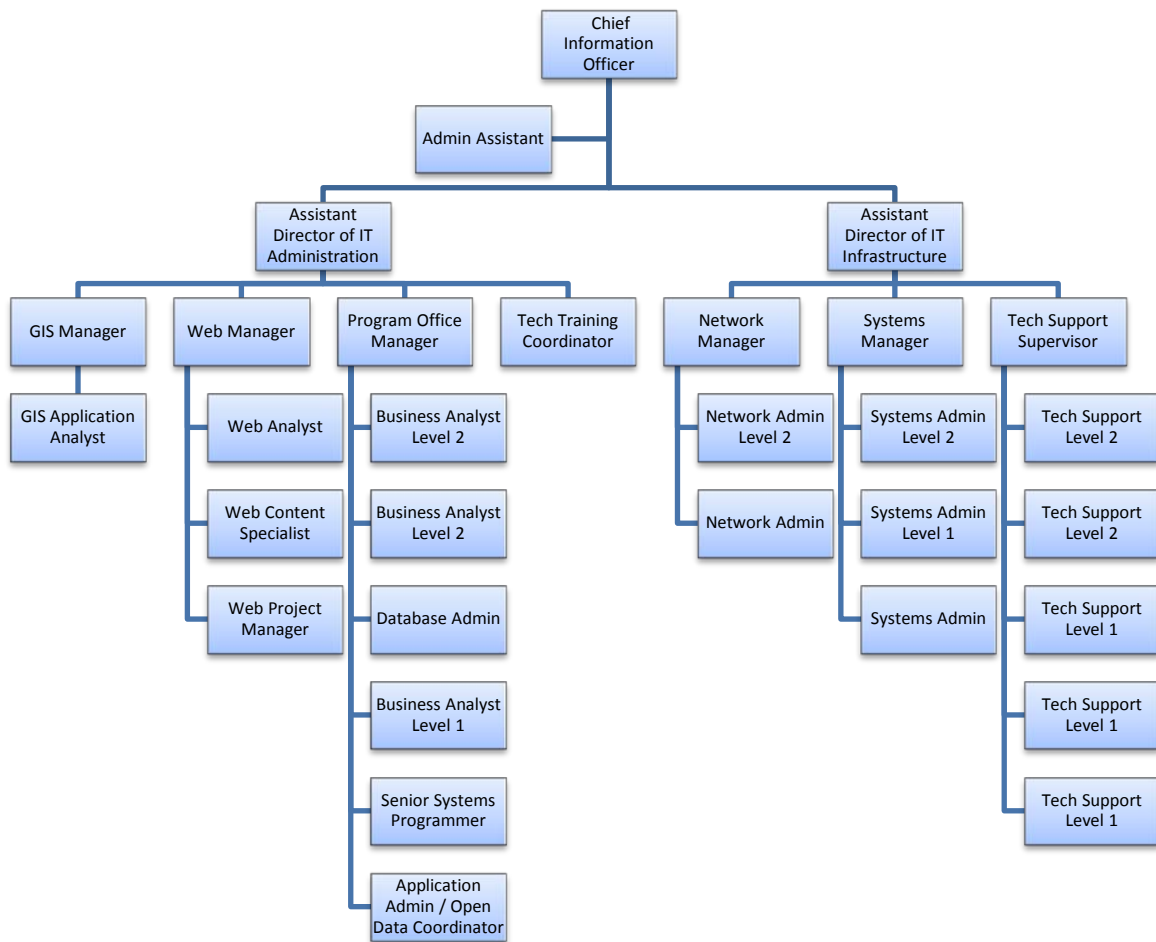 Chief
Information
Officer
Admin Assistant
Assistant
Director of IT
Administration
Assistant
Director of IT
Infrastructure
GIS Manager
Web Manager
Program Office
Manager
Tech Training
Coordinator
Network
Manager
Systems
Manager
Tech Support
Supervisor
GIS Application
Analyst
Web Analyst
Web Content
Specialist
Web Project
Manager
Business Analyst
Level 2
Business Analyst
Level 2
Database Admin
Business Analyst
Level 1
Senior Systems
Programmer
Application
Admin / Open
Data Coordinator
Network Admin
Level 2
Network Admin
Systems Admin
Level 2
Systems Admin
Level 1
Systems Admin
Tech Support
Level 2
Tech Support
Level 2
Tech Support
Level 1
Tech Support
Level 1
Tech Support
Level 1